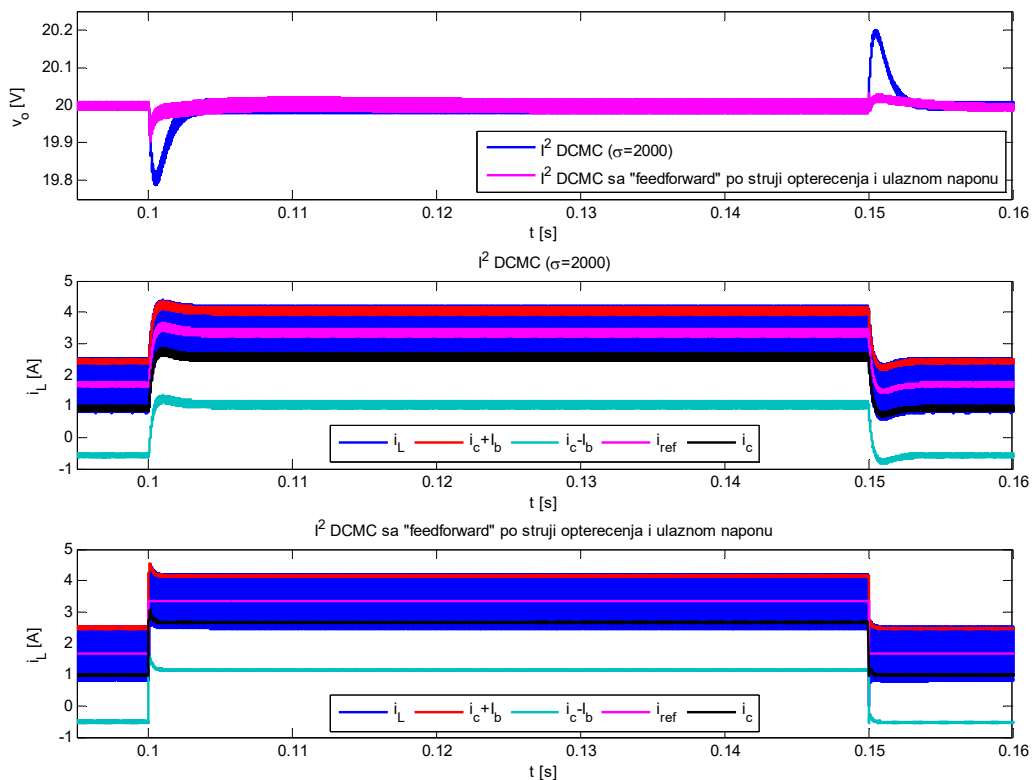 20.2
20
19.8
v_o [V]
I² DCMC (σ=2000)
I² DCMC sa "feedforward" po struji opterecenja i ulaznom naponu
0.1 0.11 0.12 0.13 0.14 0.15 0.16
t [s]
I² DCMC (σ=2000)
5
4
3
2
1
0
-1
i_L [A]
i_L i_c+I_b i_c-I_b i_ref i_c
0.1 0.11 0.12 0.13 0.14 0.15 0.16
t [s]
I² DCMC sa "feedforward" po struji opterecenja i ulaznom naponu
5
4
3
2
1
0
-1
i_L [A]
i_L i_c+I_b i_c-I_b i_ref i_c
0.1 0.11 0.12 0.13 0.14 0.15 0.16
t [s]